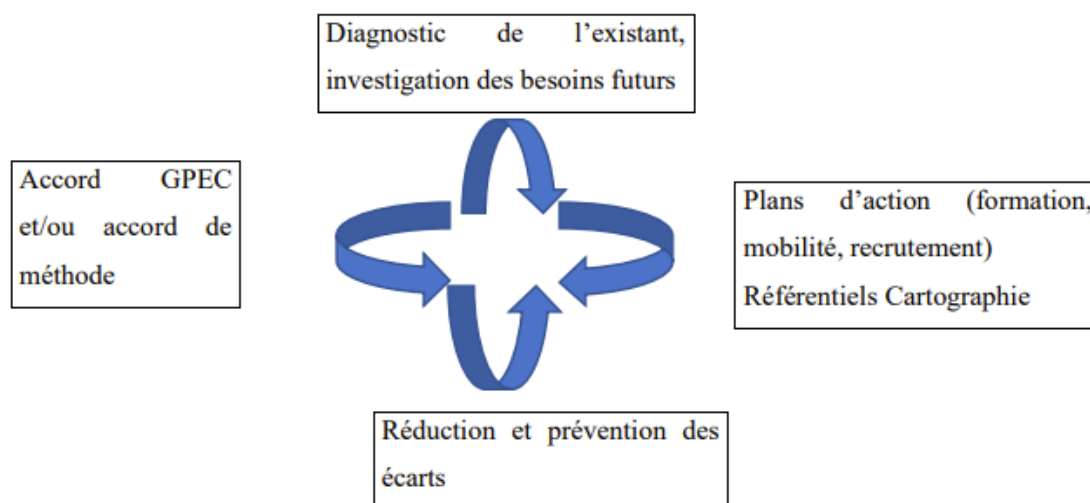 Diagnostic de l’existant,
investigation des besoins futurs
Accord GPEC
et/ou accord de
méthode
Plans d’action (formation,
mobilité, recrutement)
Référentiels Cartographie
Réduction et prévention des
écarts